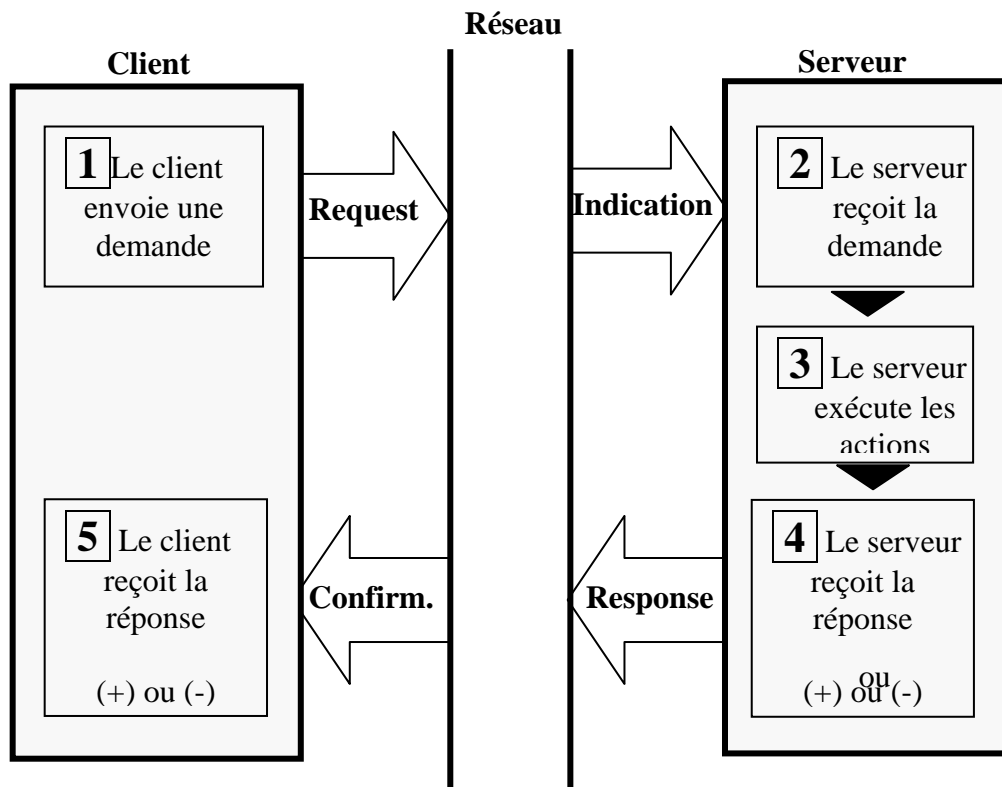 Réseau
Client
Serveur
1 Le client
envoie une
demande
Request
Indication
2 Le serveur
reçoit la
demande
3 Le serveur
exécute les
actions
5 Le client
reçoit la
réponse
(+) ou (-)
Confirm.
Response
4 Le serveur
reçoit la
réponse
ou
(+) ou (-)